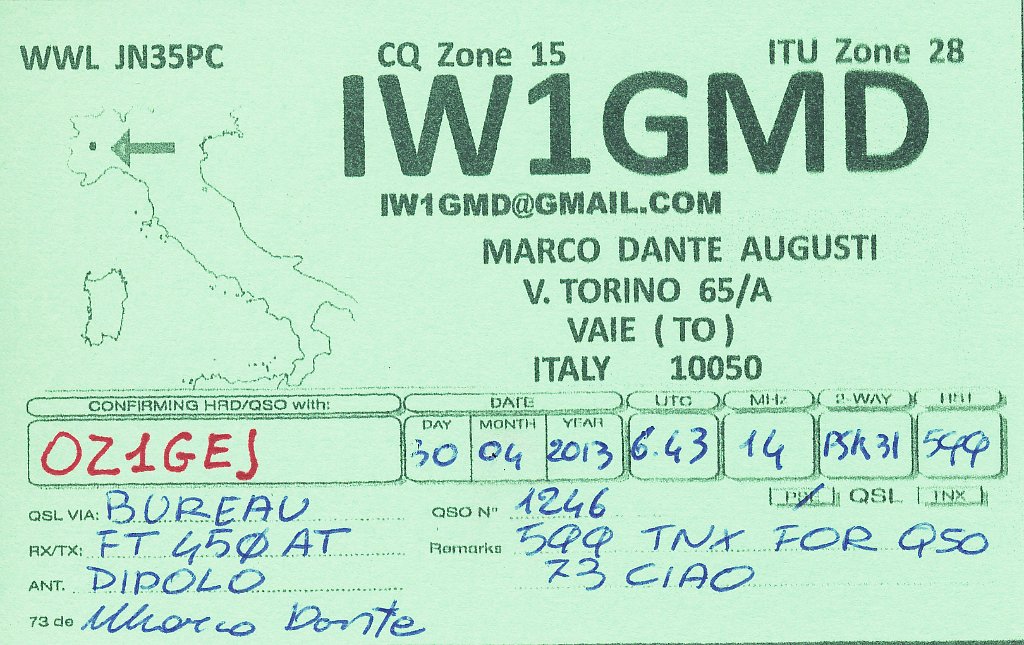 WWL JN35PC CQ Zone 15 ITU Zone 28
IW1GMD
IW1GMD@GMAIL.COM
MARCO DANTE AUGUSTI
V. TORINO 65/A
VAIE (TO)
ITALY 10050
CONFIRMING HRD/QSO with: DATE UTC MHz 2-WAY RST
DAY MONTH YEAR
OZ1GEJ 30 04 2013 6.43 14 PSK31 599
PSE QSL TNX
QSL VIA: BUREAU QSO N° 1246
RX/TX: FT 450 AT Remarks 599 TNX FOR QSO
ANT. DIPOLO 73 CIAO
73 de Marco Dante